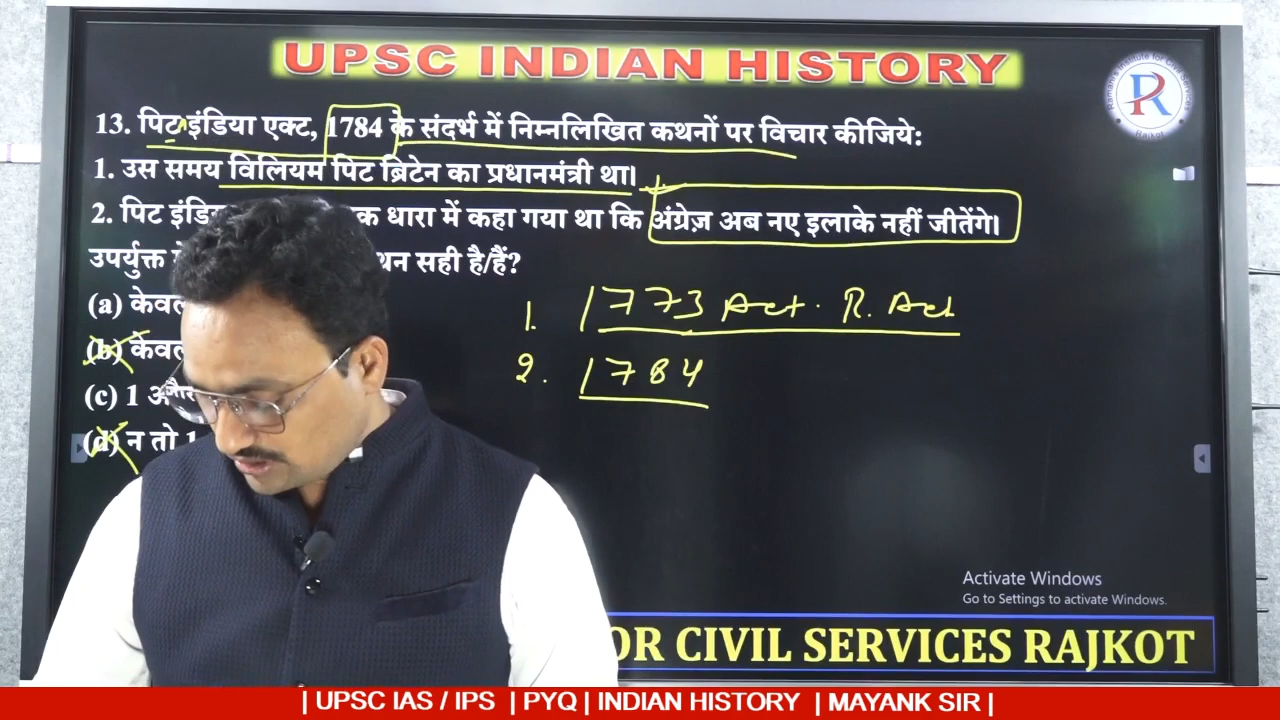 UPSC INDIAN HISTORY
13. पिट इंडिया एक्ट, 1784 के संदर्भ में निम्नलिखित कथनों पर विचार कीजिये:
1. उस समय विलियम पिट ब्रिटेन का प्रधानमंत्री था।
2. पिट धारा में कहा गया था कि अंग्रेज़ अब नए इलाके नहीं जीतेंगे।
उपर्युक्त सही है/हैं?
(a) केवल
(b) केवल
(c) 1 और
(d) न तो
1. 1773 Act. R. Act
2. 1784
R
Rajkot
Activate Windows
Go to Settings to activate Windows.
OR CIVIL SERVICES RAJKOT
| UPSC IAS / IPS | PYQ | INDIAN HISTORY | MAYANK SIR |